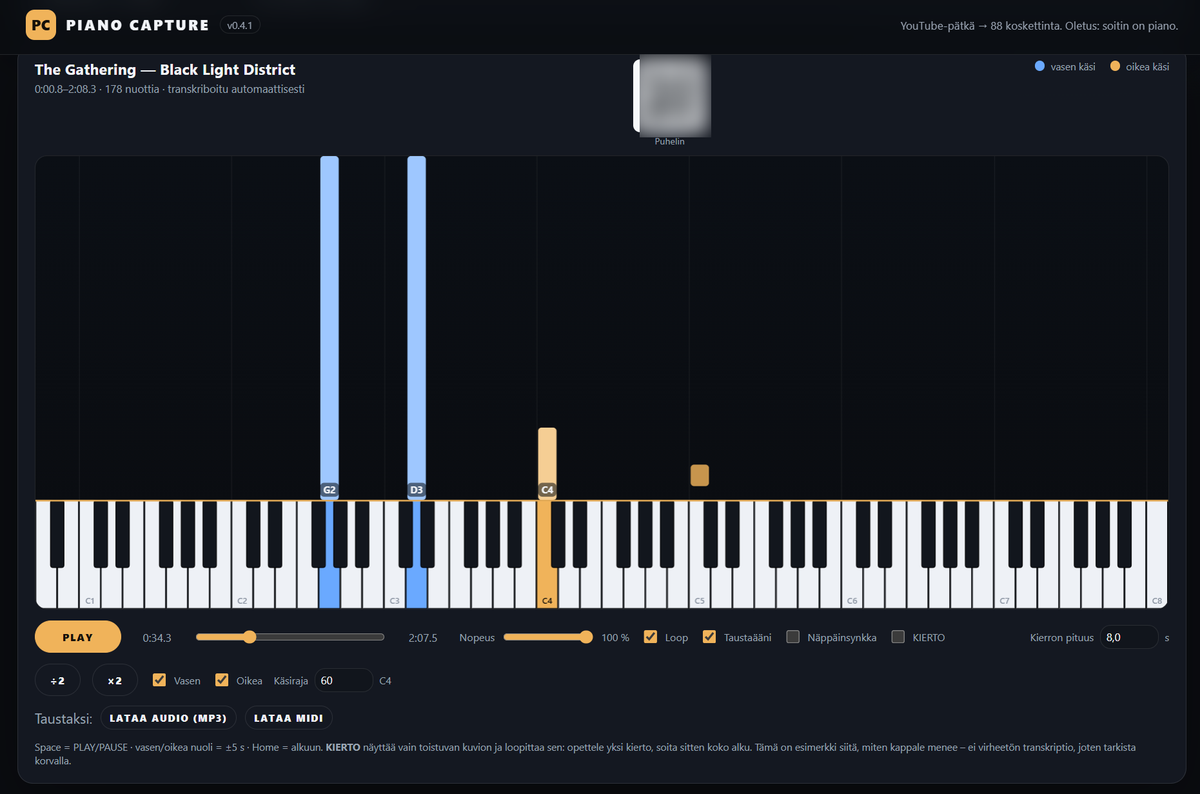 PC PIANO CAPTURE v0.4.1
YouTube-pätkä → 88 koskettinta. Oletus: soitin on piano.
The Gathering — Black Light District
0:00.8–2:08.3 · 178 nuottia · transkriboitu automaattisesti
Puhelin
vasen käsi oikea käsi
G2 D3 C4
C1 C2 C3 C4 C5 C6 C7 C8
PLAY 0:34.3 2:07.5 Nopeus 100 % Loop Taustaääni Näppäinsynkka KIERTO Kierron pituus 8,0 s
÷2 ×2 Vasen Oikea Käsiraja 60 C4
Taustaksi: LATAA AUDIO (MP3) LATAA MIDI
Space = PLAY/PAUSE · vasen/oikea nuoli = ±5 s · Home = alkuun. KIERTO näyttää vain toistuvan kuvion ja loopittaa sen: opettele yksi kierto, soita sitten koko alku. Tämä on esimerkki siitä, miten kappale menee – ei virheetön transkriptio, joten tarkista
korvalla.